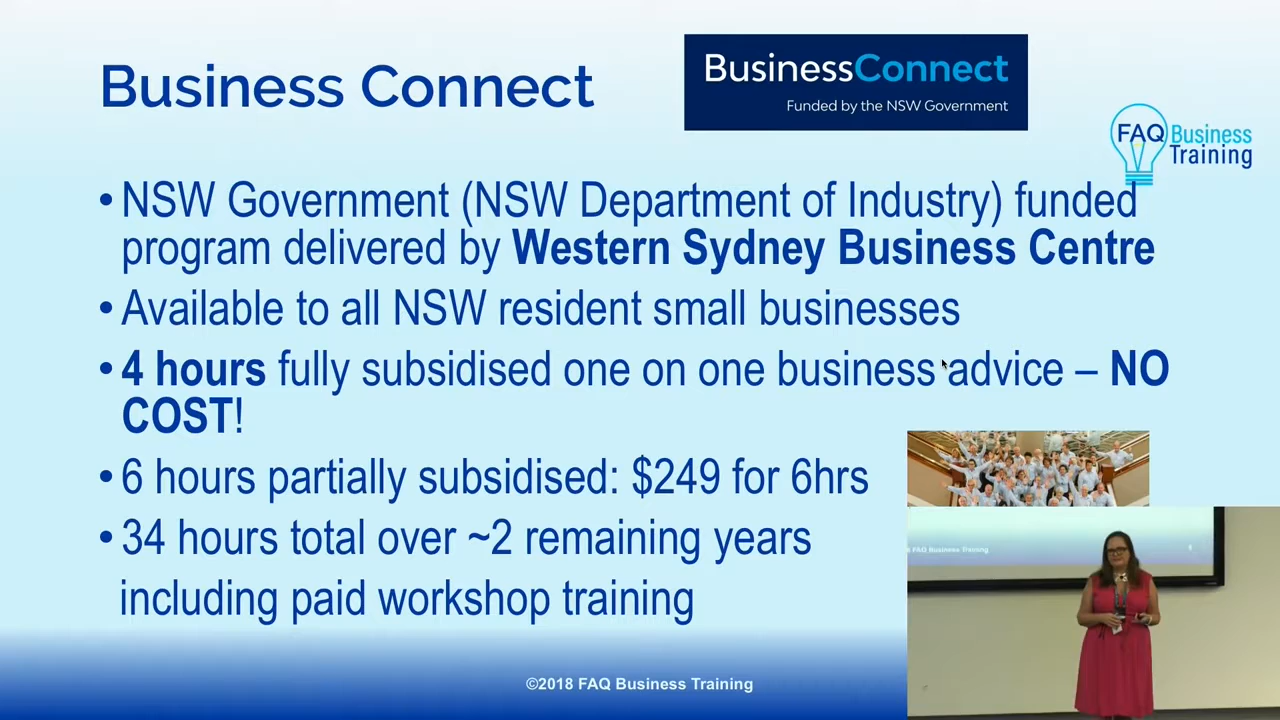 Business Connect
BusinessConnect
Funded by the NSW Government
FAQ Business
Training
• NSW Government (NSW Department of Industry) funded
program delivered by Western Sydney Business Centre
• Available to all NSW resident small businesses
• 4 hours fully subsidised one on one business advice – NO
COST!
• 6 hours partially subsidised: $249 for 6hrs
• 34 hours total over ~2 remaining years
including paid workshop training
FAQ Business Training
©2018 FAQ Business Training